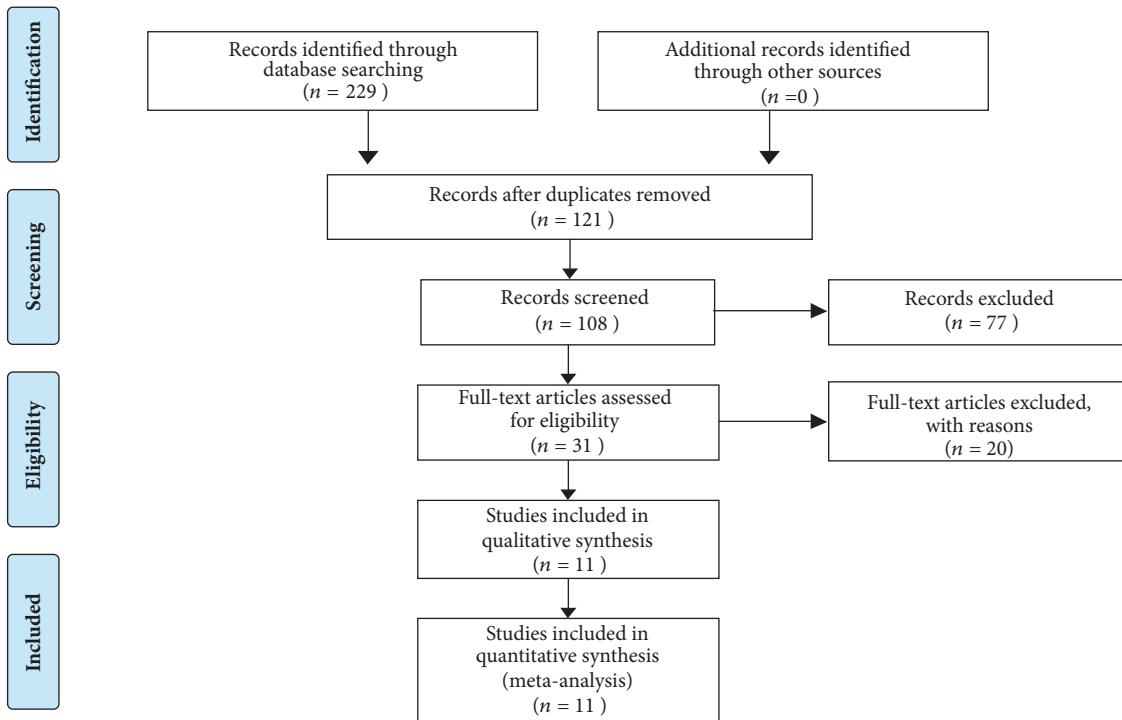 Identification
Records identified through
database searching
(n = 229 )
Additional records identified
through other sources
(n =0 )
Screening
Records after duplicates removed
(n = 121 )
Records screened
(n = 108 )
Records excluded
(n = 77 )
Eligibility
Full-text articles assessed
for eligibility
(n = 31 )
Full-text articles excluded,
with reasons
(n = 20)
Studies included in
qualitative synthesis
(n = 11 )
Included
Studies included in
quantitative synthesis
(meta-analysis)
(n = 11 )